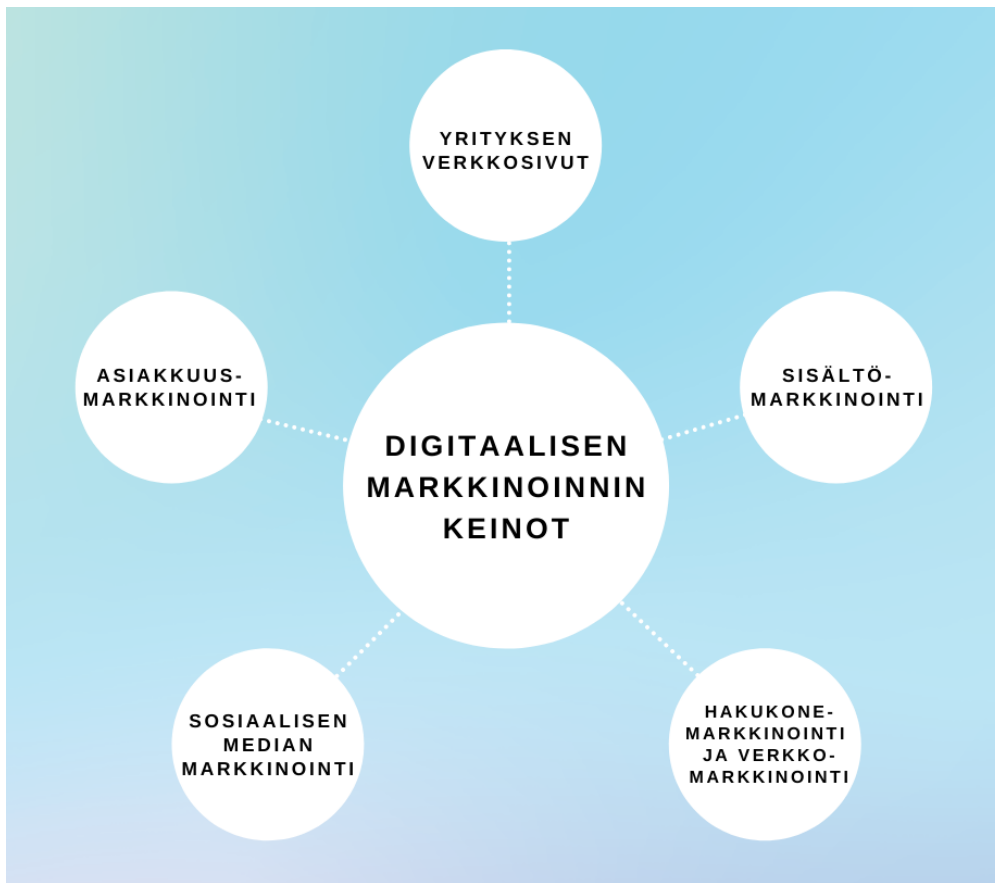 YRITYKSEN
VERKKOSIVUT
ASIAKKUUS-
MARKKINOINTI
SISÄLTÖ-
MARKKINOINTI
DIGITAALISEN
MARKKINOINNIN
KEINOT
SOSIAALISEN
MEDIAN
MARKKINOINTI
HAKUKONE-
MARKKINOINTI
JA VERKKO-
MARKKINOINTI